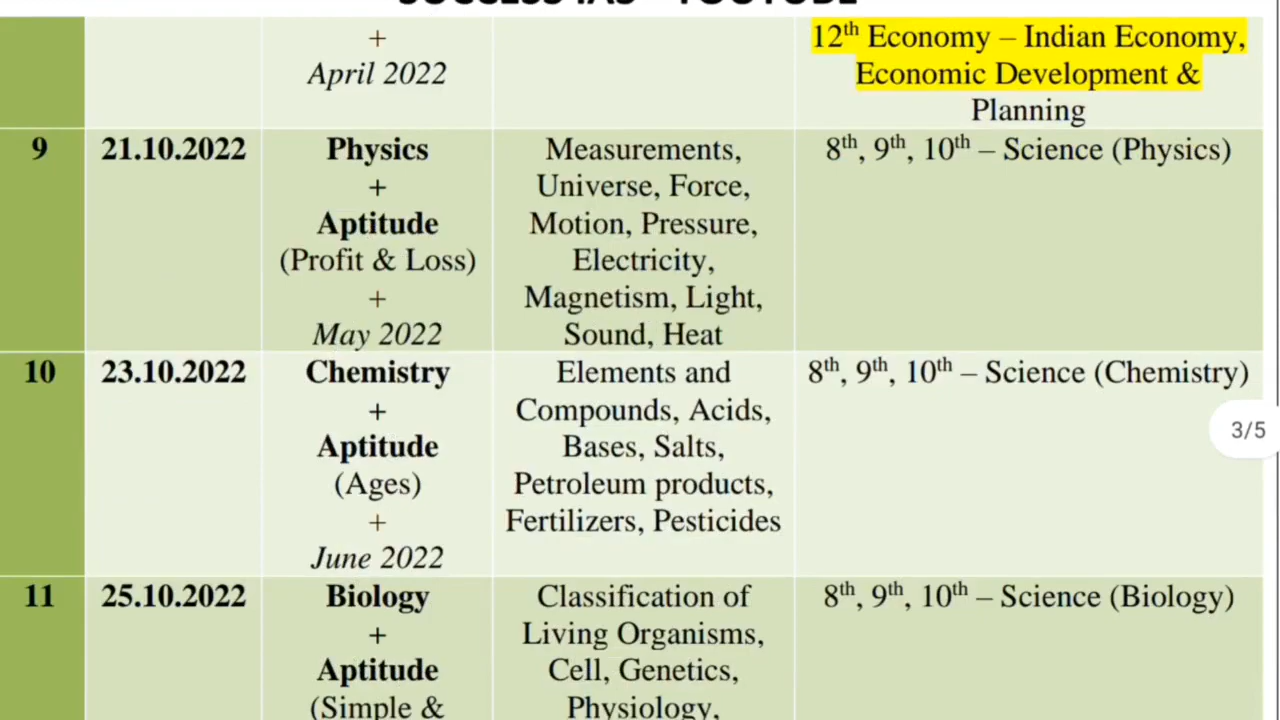 SUCCESS IAS - YOUTUBE
+
April 2022
12th Economy – Indian Economy,
Economic Development &
Planning
9
21.10.2022
Physics
+
Aptitude
(Profit & Loss)
+
May 2022
Measurements,
Universe, Force,
Motion, Pressure,
Electricity,
Magnetism, Light,
Sound, Heat
8th, 9th, 10th – Science (Physics)
10
23.10.2022
Chemistry
+
Aptitude
(Ages)
+
June 2022
Elements and
Compounds, Acids,
Bases, Salts,
Petroleum products,
Fertilizers, Pesticides
8th, 9th, 10th – Science (Chemistry)
3/5
11
25.10.2022
Biology
+
Aptitude
(Simple &
Classification of
Living Organisms,
Cell, Genetics,
Physiology,
8th, 9th, 10th – Science (Biology)